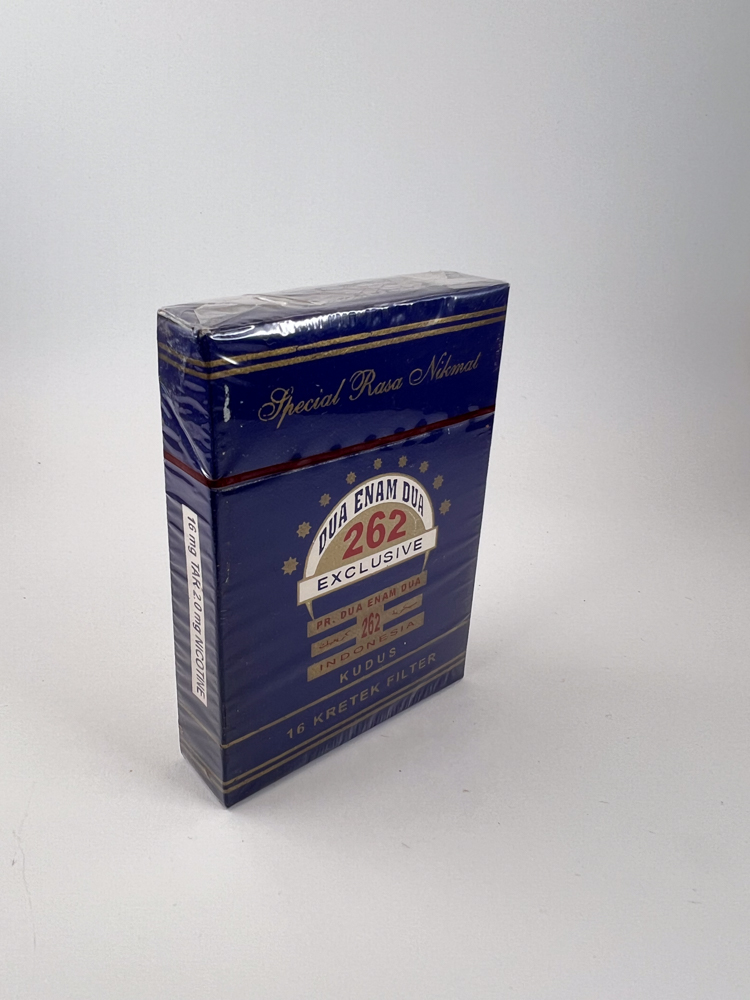 Special Rasa Nikmat
DUA ENAM DUA
262
EXCLUSIVE
PR. DUA ENAM DUA
262
INDONESIA
KUDUS
16 KRETEK FILTER
16 mg TAR 2.0 mg NICOTINE